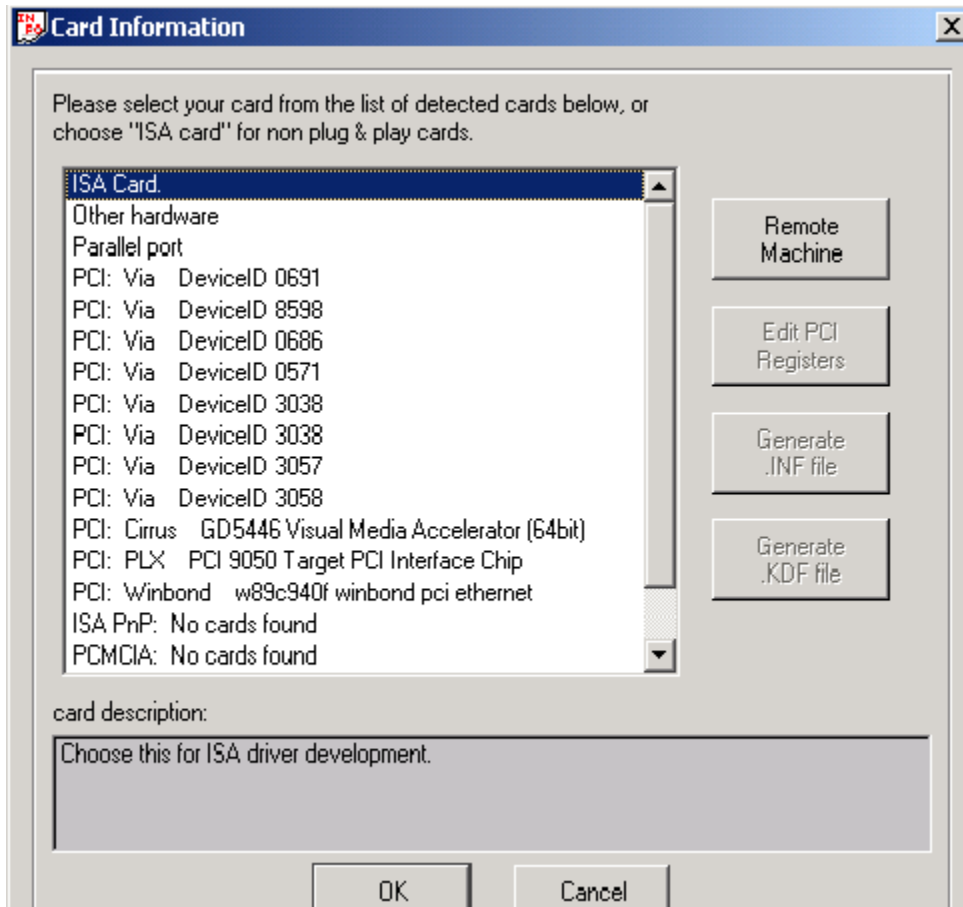 IN
FO
Card Information
Please select your card from the list of detected cards below, or
choose "ISA card" for non plug & play cards.
ISA Card.
Other hardware
Parallel port
PCI: Via DeviceID 0691
PCI: Via DeviceID 8598
PCI: Via DeviceID 0686
PCI: Via DeviceID 0571
PCI: Via DeviceID 3038
PCI: Via DeviceID 3038
PCI: Via DeviceID 3057
PCI: Via DeviceID 3058
PCI: Cirrus GD5446 Visual Media Accelerator (64bit)
PCI: PLX PCI 9050 Target PCI Interface Chip
PCI: Winbond w89c940f winbond pci ethernet
ISA PnP: No cards found
PCMCIA: No cards found
Remote
Machine
Edit PCI
Registers
Generate
.INF file
Generate
.KDF file
card description:
Choose this for ISA driver development.
OK
Cancel